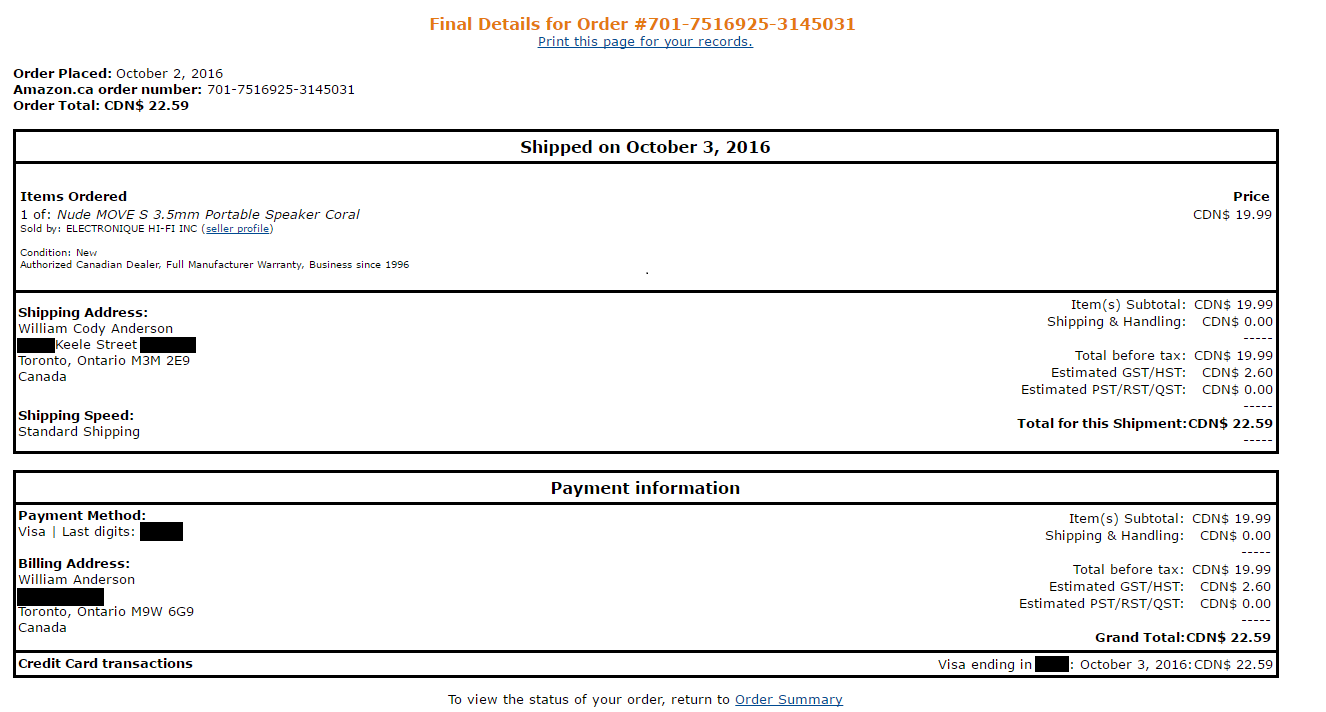 Final Details for Order #701-7516925-3145031
Print this page for your records.
Order Placed: October 2, 2016
Amazon.ca order number: 701-7516925-3145031
Order Total: CDN$ 22.59
Shipped on October 3, 2016
Items Ordered Price
1 of: Nude MOVE S 3.5mm Portable Speaker Coral CDN$ 19.99
Sold by: ELECTRONIQUE HI-FI INC (seller profile)
Condition: New
Authorized Canadian Dealer, Full Manufacturer Warranty, Business since 1996
.
Shipping Address:
William Cody Anderson
Keele Street
Toronto, Ontario M3M 2E9
Canada
Shipping Speed:
Standard Shipping
Item(s) Subtotal: CDN$ 19.99
Shipping & Handling: CDN$ 0.00
-----
Total before tax: CDN$ 19.99
Estimated GST/HST: CDN$ 2.60
Estimated PST/RST/QST: CDN$ 0.00
-----
Total for this Shipment:CDN$ 22.59
-----
Payment information
Payment Method:
Visa | Last digits:
Billing Address:
William Anderson
Toronto, Ontario M9W 6G9
Canada
Item(s) Subtotal: CDN$ 19.99
Shipping & Handling: CDN$ 0.00
-----
Total before tax: CDN$ 19.99
Estimated GST/HST: CDN$ 2.60
Estimated PST/RST/QST: CDN$ 0.00
-----
Grand Total:CDN$ 22.59
Credit Card transactions Visa ending in : October 3, 2016:CDN$ 22.59
To view the status of your order, return to Order Summary